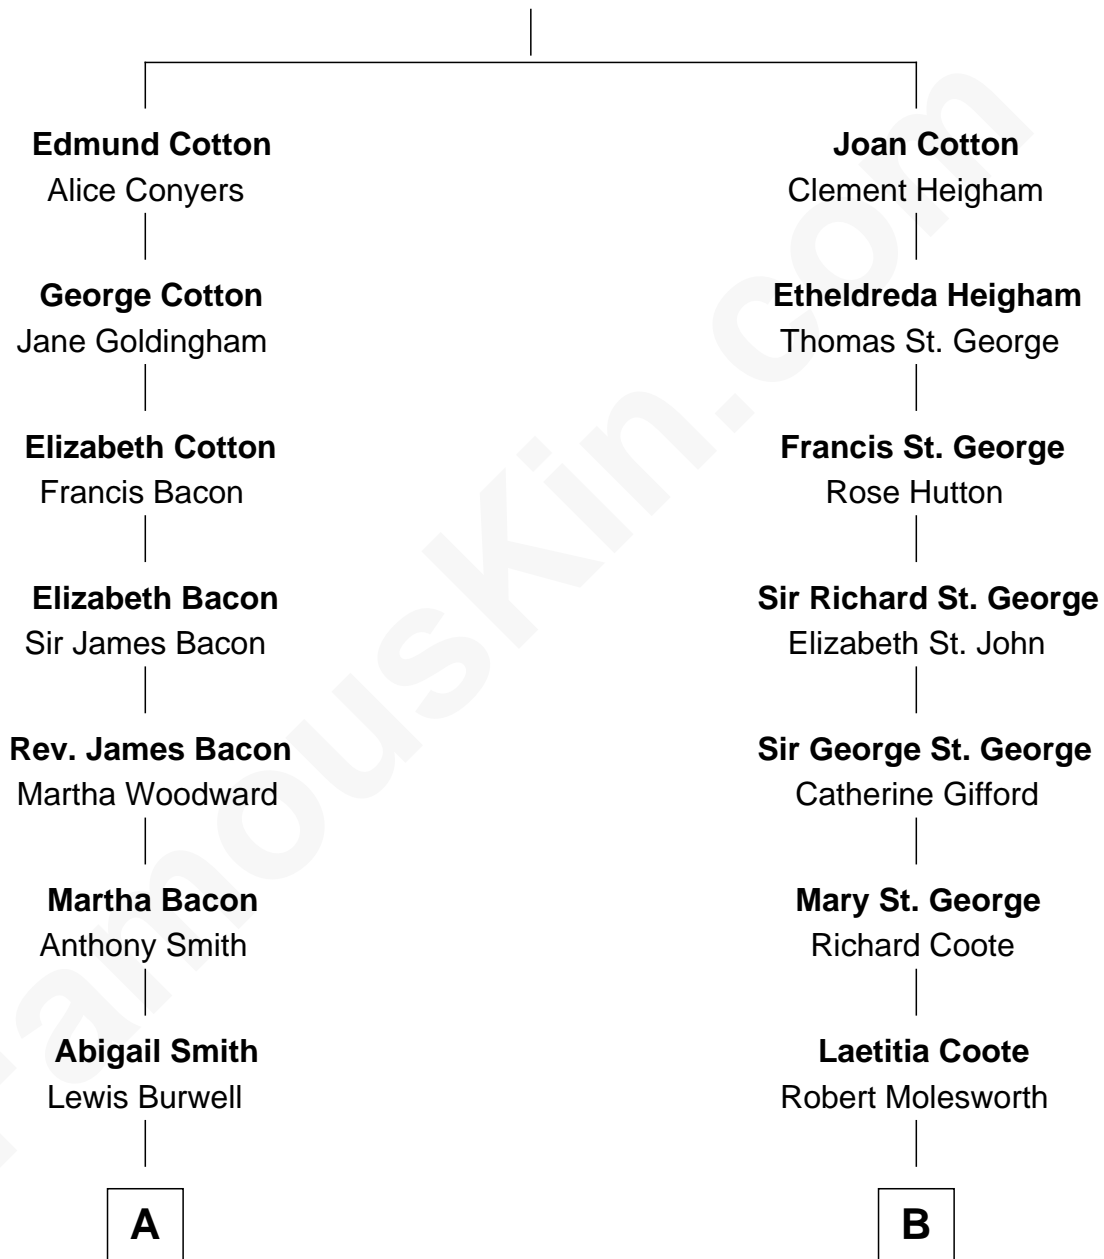 Edmund Cotton
Alice Conyers
George Cotton
Jane Goldingham
Elizabeth Cotton
Francis Bacon
Elizabeth Bacon
Sir James Bacon
Rev. James Bacon
Martha Woodward
Martha Bacon
Anthony Smith
Abigail Smith
Lewis Burwell
A
Joan Cotton
Clement Heigham
Etheldreda Heigham
Thomas St. George
Francis St. George
Rose Hutton
Sir Richard St. George
Elizabeth St. John
Sir George St. George
Catherine Gifford
Mary St. George
Richard Coote
Laetitia Coote
Robert Molesworth
B
FamousKin.com